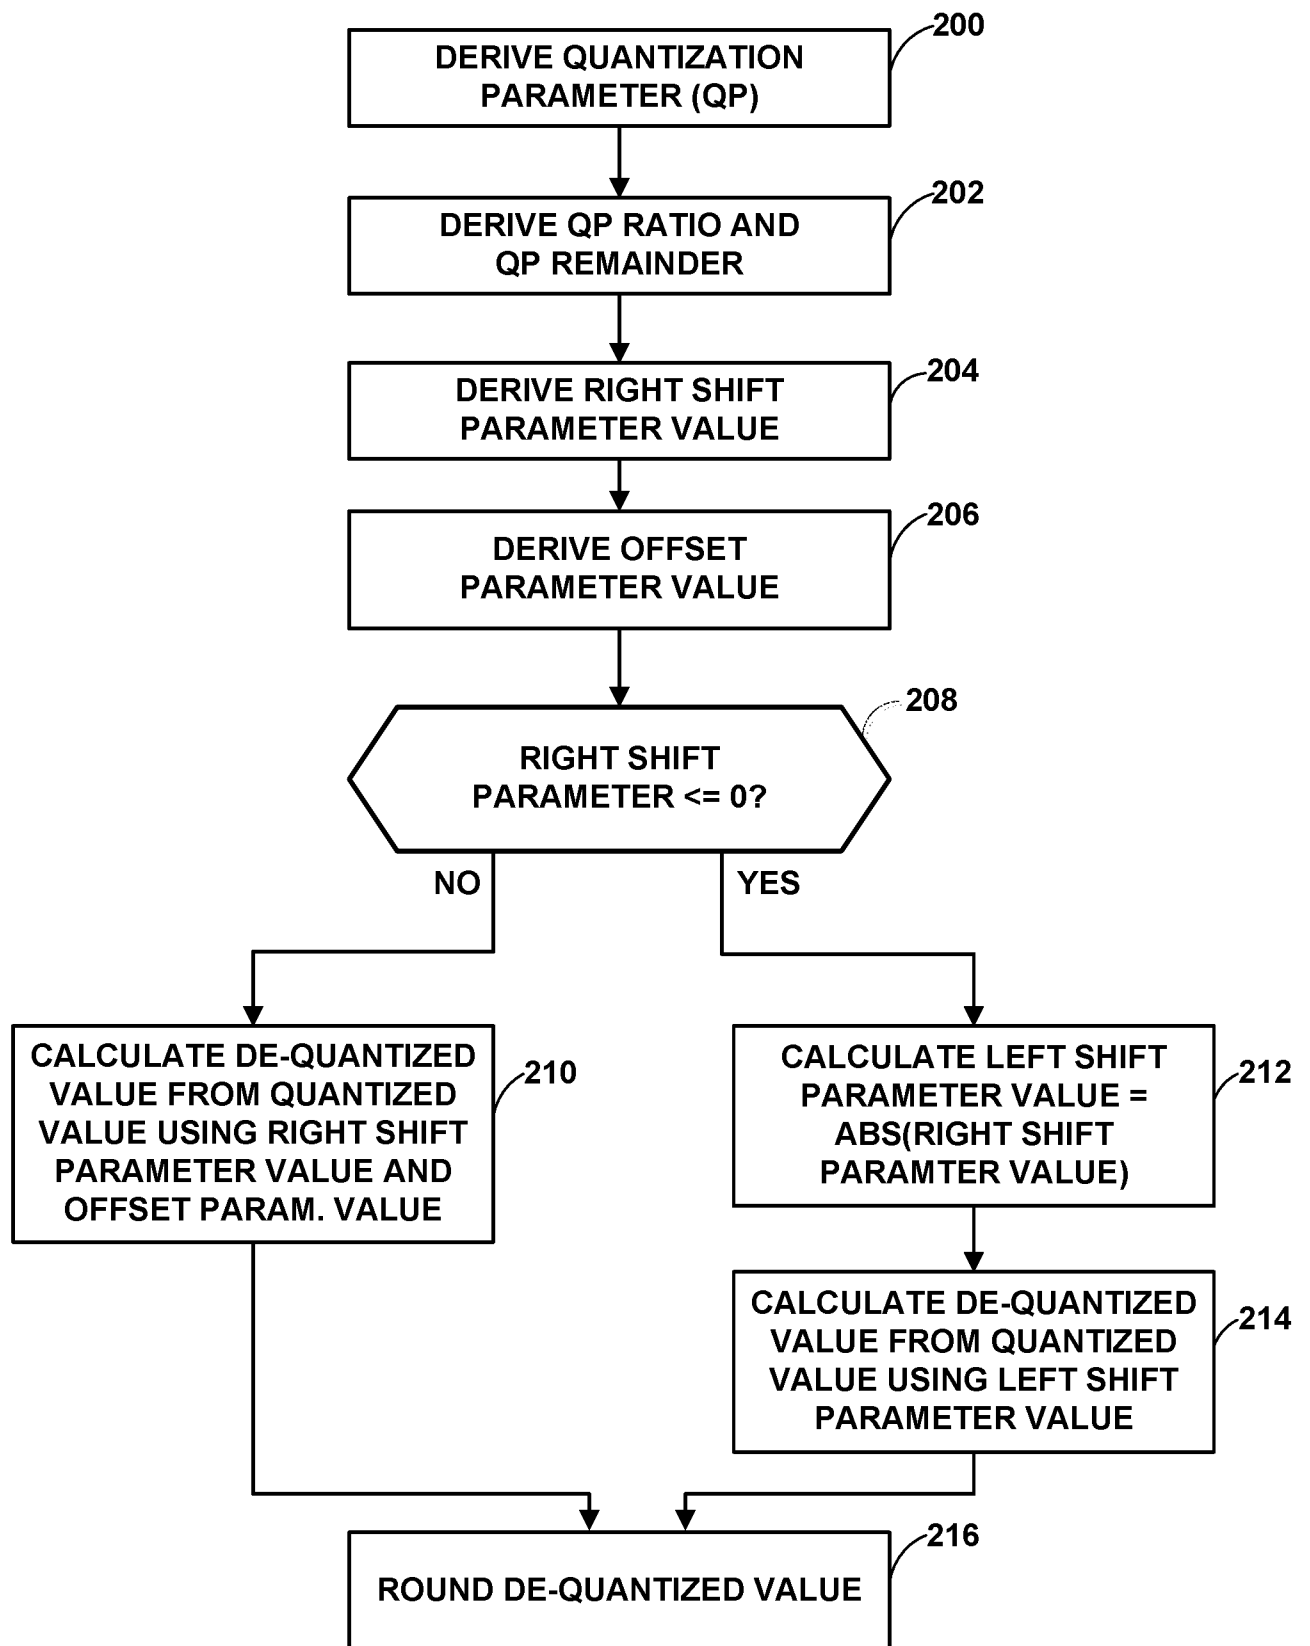 200
DERIVE QUANTIZATION
PARAMETER (QP)
202
DERIVE QP RATIO AND
QP REMAINDER
204
DERIVE RIGHT SHIFT
PARAMETER VALUE
206
DERIVE OFFSET
PARAMETER VALUE
208
RIGHT SHIFT
PARAMETER <= 0?
NO
YES
CALCULATE DE-QUANTIZED
VALUE FROM QUANTIZED
VALUE USING RIGHT SHIFT
PARAMETER VALUE AND
OFFSET PARAM. VALUE
210
CALCULATE LEFT SHIFT
PARAMETER VALUE =
ABS(RIGHT SHIFT
PARAMTER VALUE)
212
CALCULATE DE-QUANTIZED
VALUE FROM QUANTIZED
VALUE USING LEFT SHIFT
PARAMETER VALUE
214
216
ROUND DE-QUANTIZED VALUE